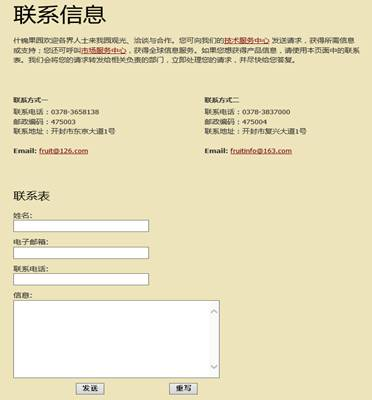 联系信息
什锦果园欢迎各界人士来我园观光、洽谈与合作。您可向我们的技术服务中心 发送请求，获得所需信
息或支持；您还可呼叫市场服务中心，获得全球信息服务。如果您想获得产品信息，请使用本页面中的联系
表。我们会将您的请求转发给相关负责的部门，立即处理您的请求，并尽快给您答复。
联系方式一
联系电话：0378-3658138
邮政编码：475003
联系地址：开封市东京大道1号
Email: fruit@126.com
联系方式二
联系电话：0378-3837000
邮政编码：475004
联系地址：开封市复兴大道1号
Email: fruitinfo@163.com
联系表
姓名:
电子邮箱:
联系电话:
信息:
发送 重写